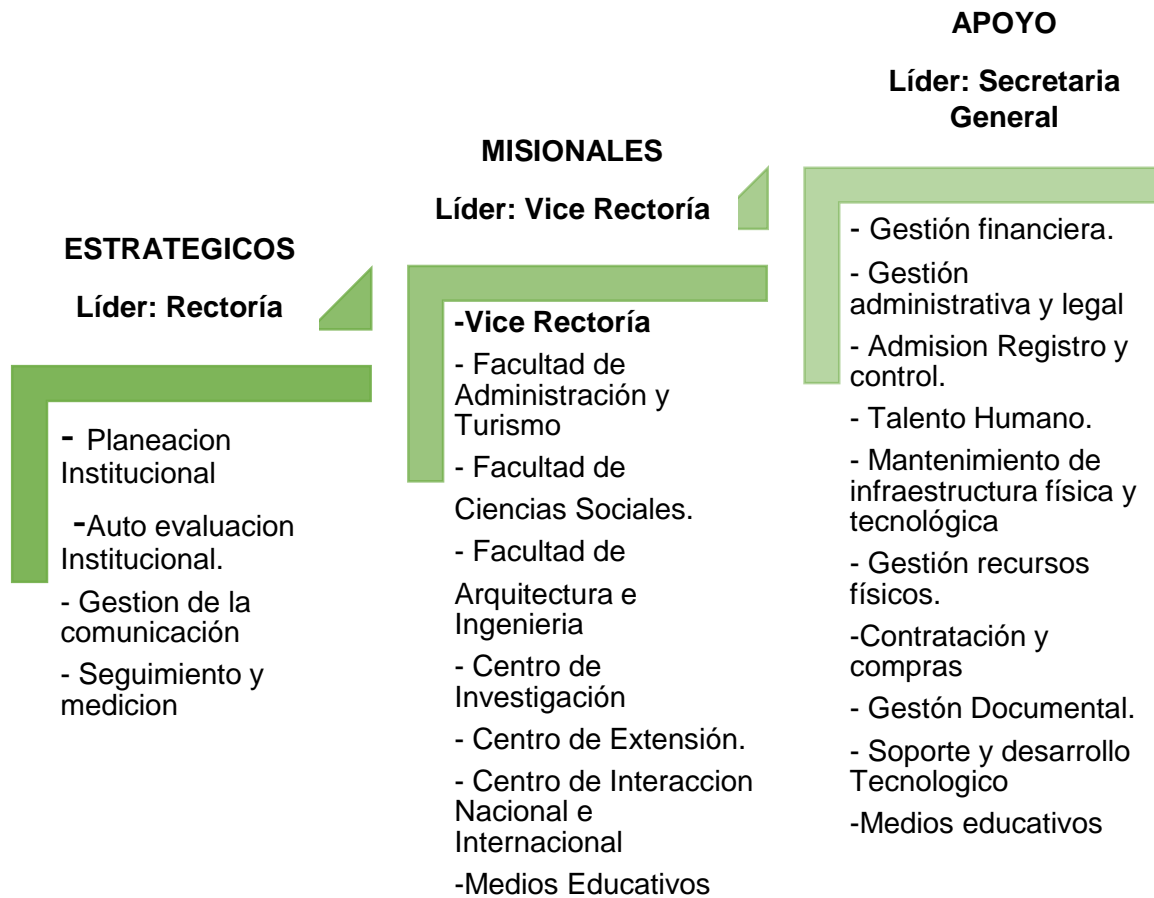 ESTRATEGICOS
Líder: Rectoría
- Planeacion
Institucional
-Auto evaluacion
Institucional.
- Gestion de la
comunicación
- Seguimiento y
medicion
MISIONALES
Líder: Vice Rectoría
-Vice Rectoría
- Facultad de
Administración y
Turismo
- Facultad de
Ciencias Sociales.
- Facultad de
Arquitectura e
Ingenieria
- Centro de
Investigación
- Centro de Extensión.
- Centro de Interaccion
Nacional e
Internacional
-Medios Educativos
APOYO
Líder: Secretaria
General
- Gestión financiera.
- Gestión
administrativa y legal
- Admision Registro y
control.
- Talento Humano.
- Mantenimiento de
infraestructura física y
tecnológica
- Gestión recursos
físicos.
-Contratación y
compras
- Gestón Documental.
- Soporte y desarrollo
Tecnologico
-Medios educativos